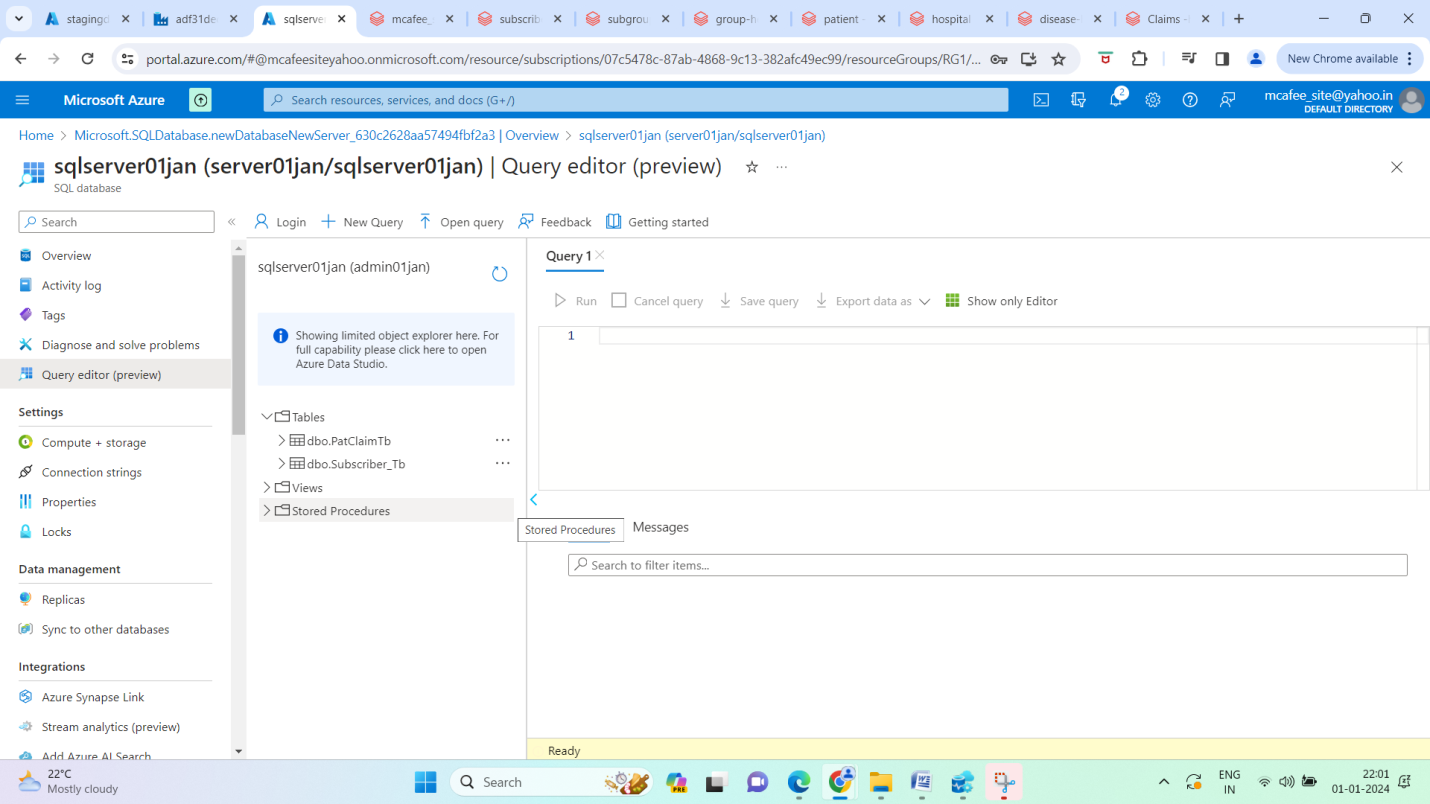 stagingd
adf31de
sqlserve
mcafee_
subscrib
subgrou
group-h
patient -
hospital
disease-
Claims -
portal.azure.com/#@mcafeesiteyahoo.onmicrosoft.com/resource/subscriptions/07c5478c-87ab-4868-9c13-382afc49ec99/resourceGroups/RG1/...
New Chrome available
Microsoft Azure
Search resources, services, and docs (G+/)
2
mcafee_site@yahoo.in
DEFAULT DIRECTORY
Home > Microsoft.SQLDatabase.newDatabaseNewServer_630c2628aa57494fbf2a3 | Overview > sqlserver01jan (server01jan/sqlserver01jan)
sqlserver01jan (server01jan/sqlserver01jan) | Query editor (preview)
SQL database
Search
Login
New Query
Open query
Feedback
Getting started
Overview
Activity log
Tags
Diagnose and solve problems
Query editor (preview)
Settings
Compute + storage
Connection strings
Properties
Locks
Data management
Replicas
Sync to other databases
Integrations
Azure Synapse Link
Stream analytics (preview)
Add Azure AI Search
sqlserver01jan (admin01jan)
Showing limited object explorer here. For
full capability please click here to open
Azure Data Studio.
Tables
dbo.PatClaimTb
dbo.Subscriber_Tb
Views
Stored Procedures
Query 1
Run
Cancel query
Save query
Export data as
Show only Editor
1
Stored Procedures
Messages
Search to filter items...
Ready
22°C
Mostly cloudy
Search
PRE
ENG
IN
22:01
01-01-2024